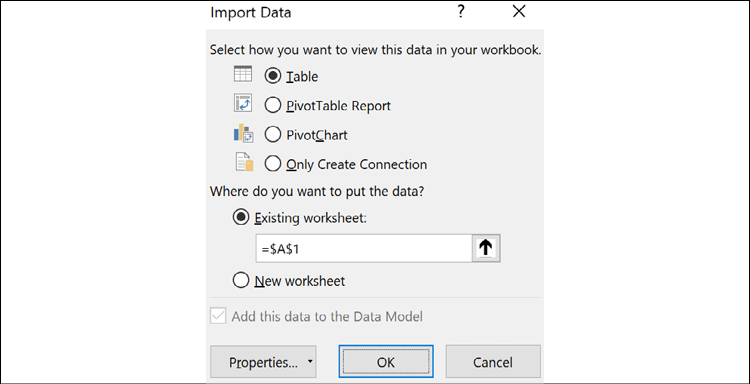 Import Data ?
Select how you want to view this data in your workbook.
Table
PivotTable Report
PivotChart
Only Create Connection
Where do you want to put the data?
Existing worksheet:
=$A$1
New worksheet
Add this data to the Data Model
Properties... OK Cancel